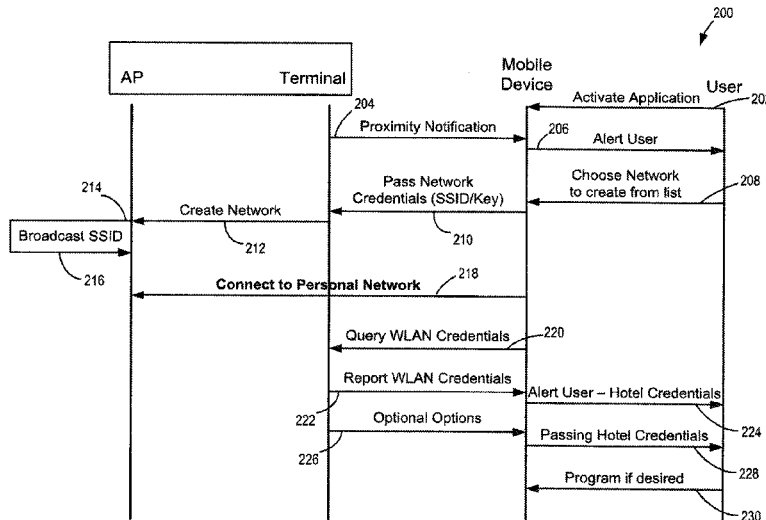 200
AP
Terminal
Mobile
Device
User
Activate Application
204
Proximity Notification
206
Alert User
Choose Network
to create from list
208
Pass Network
Credentials (SSID/Key)
210
214
Create Network
212
Broadcast SSID
216
Connect to Personal Network
218
Query WLAN Credentials
220
Report WLAN Credentials
222
Alert User – Hotel Credentials
224
Optional Options
226
Passing Hotel Credentials
228
Program if desired
230